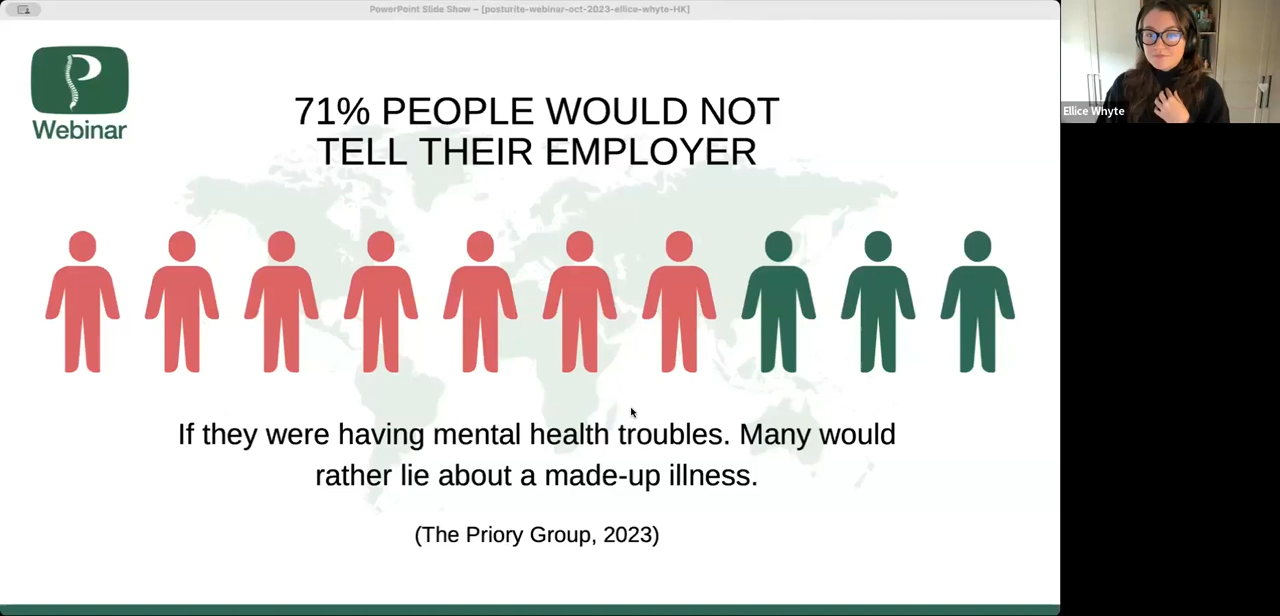 PowerPoint Slide Show – [posturite-webinar-oct-2023-ellice-whyte-HK]
Webinar
71% PEOPLE WOULD NOT
TELL THEIR EMPLOYER
If they were having mental health troubles. Many would
rather lie about a made-up illness.
(The Priory Group, 2023)
Ellice Whyte